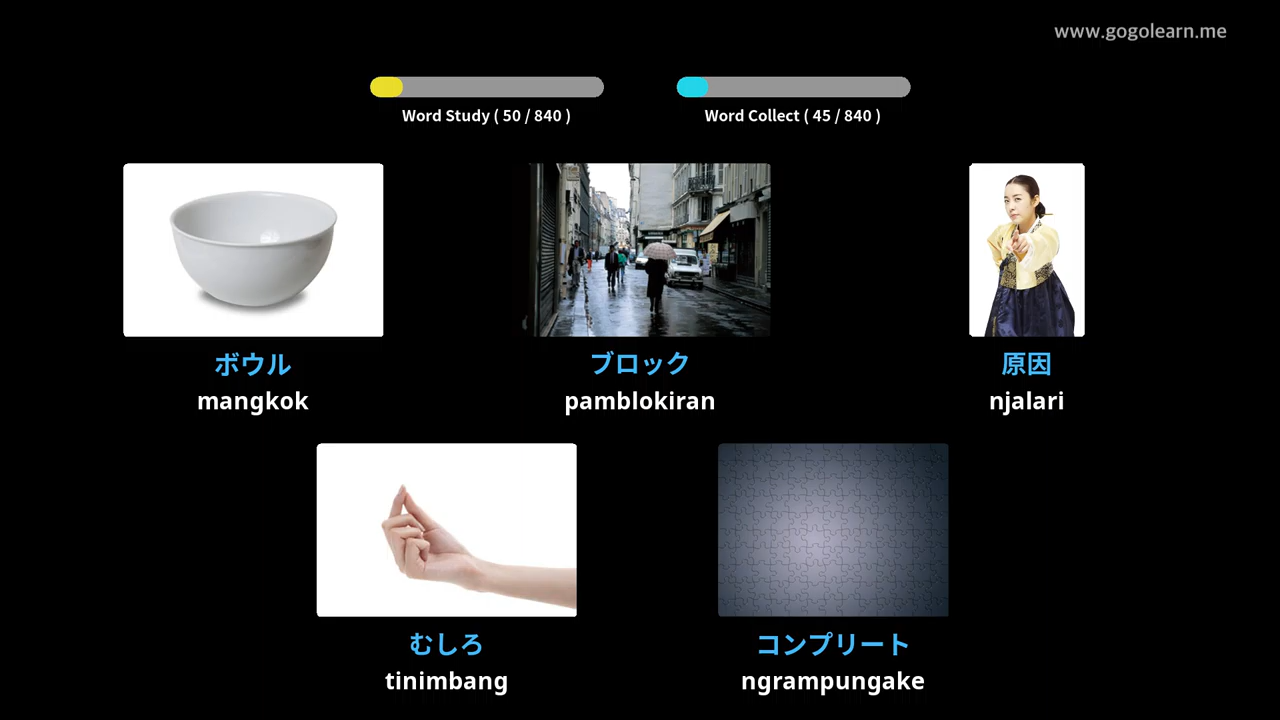 www.gogolearn.me
Word Study ( 50 / 840 )
Word Collect ( 45 / 840 )
ボウル
mangkok
ブロック
pamblokiran
原因
njalari
むしろ
tinimbang
コンプリート
ngrampungake